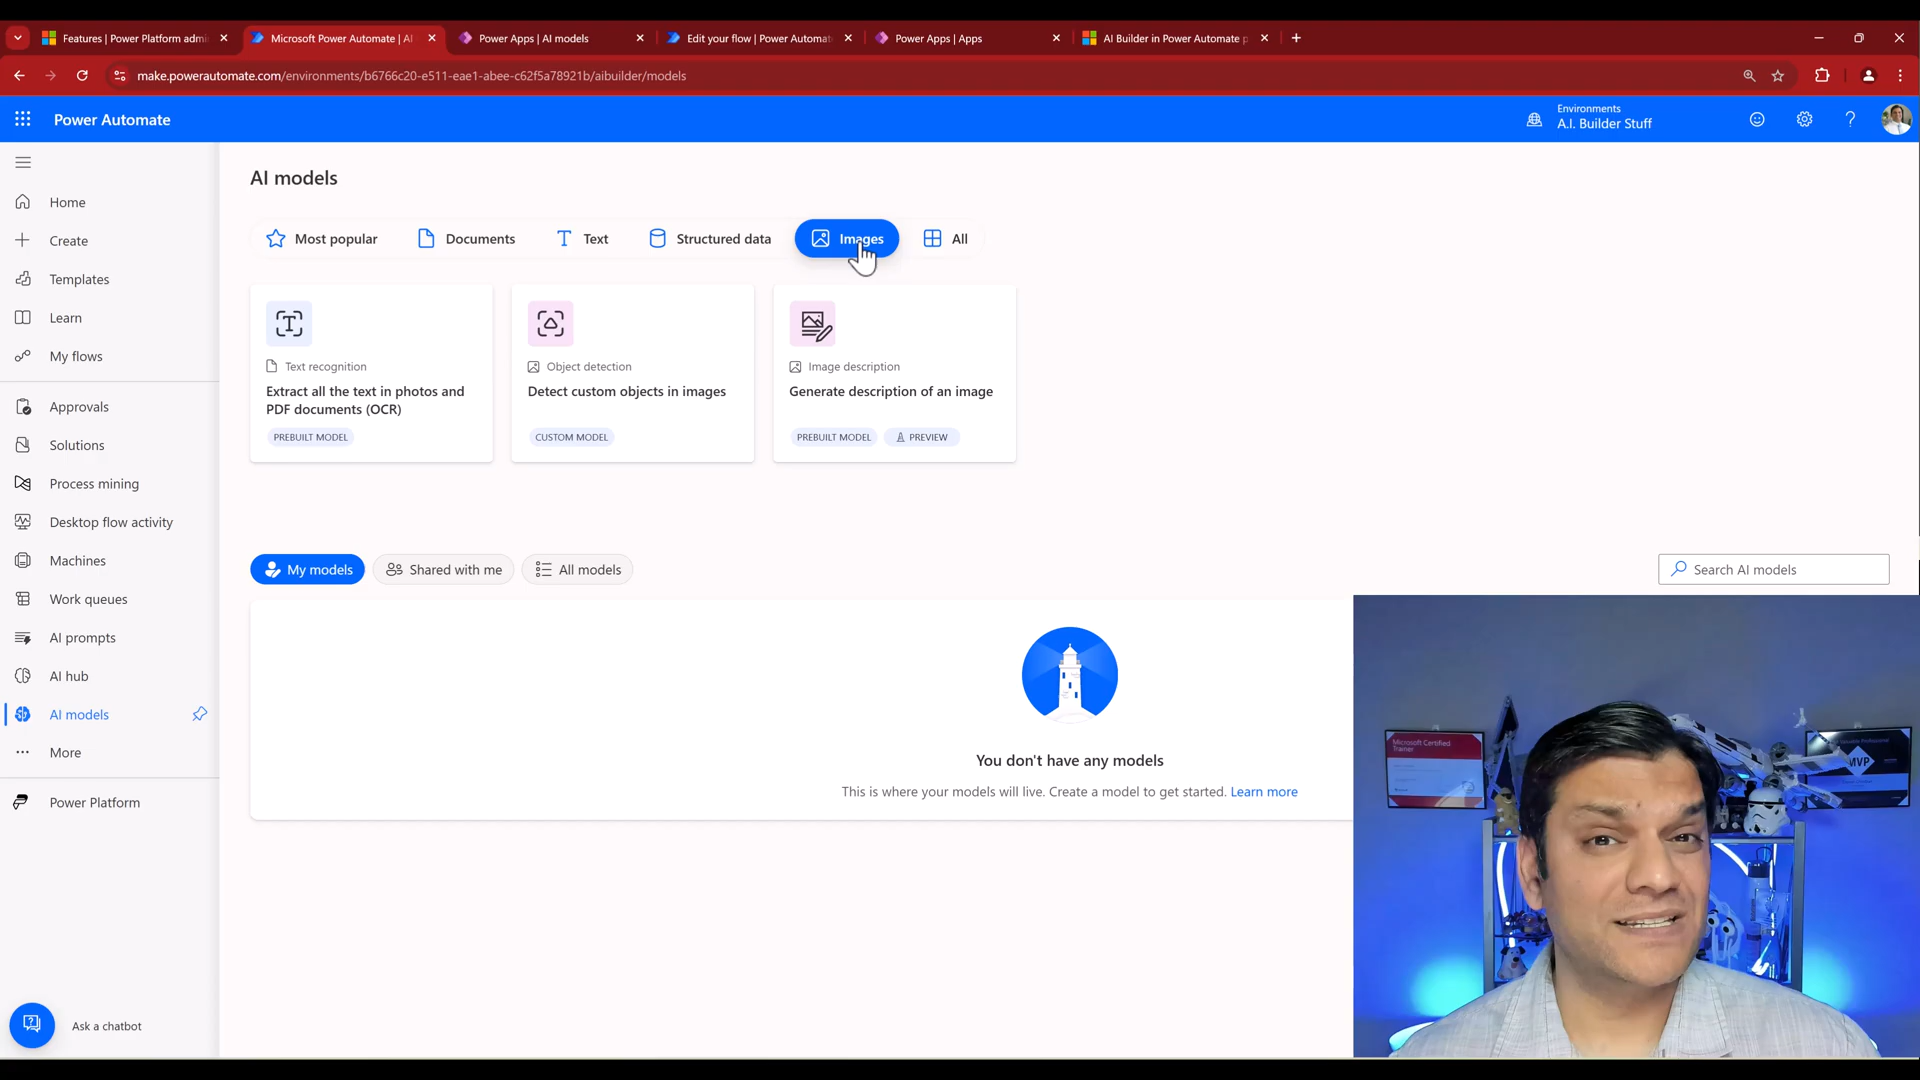 Features | Power Platform admi
Microsoft Power Automate | AI
Power Apps | AI models
Edit your flow | Power Automate
Power Apps | Apps
AI Builder in Power Automate p
make.powerautomate.com/environments/b6766c20-e511-eae1-abee-c62f5a78921b/aibuilder/models
Power Automate
Environments
A.I. Builder Stuff
AI models
Most popular
Documents
Text
Structured data
Images
All
Home
Create
Templates
Learn
My flows
Approvals
Solutions
Process mining
Desktop flow activity
Machines
Work queues
AI prompts
AI hub
AI models
More
Power Platform
Ask a chatbot
Text recognition
Extract all the text in photos and
PDF documents (OCR)
PREBUILT MODEL
Object detection
Detect custom objects in images
CUSTOM MODEL
Image description
Generate description of an image
PREBUILT MODEL
PREVIEW
My models
Shared with me
All models
Search AI models
You don't have any models
This is where your models will live. Create a model to get started. Learn more
Microsoft Certified
Trainer
MVP